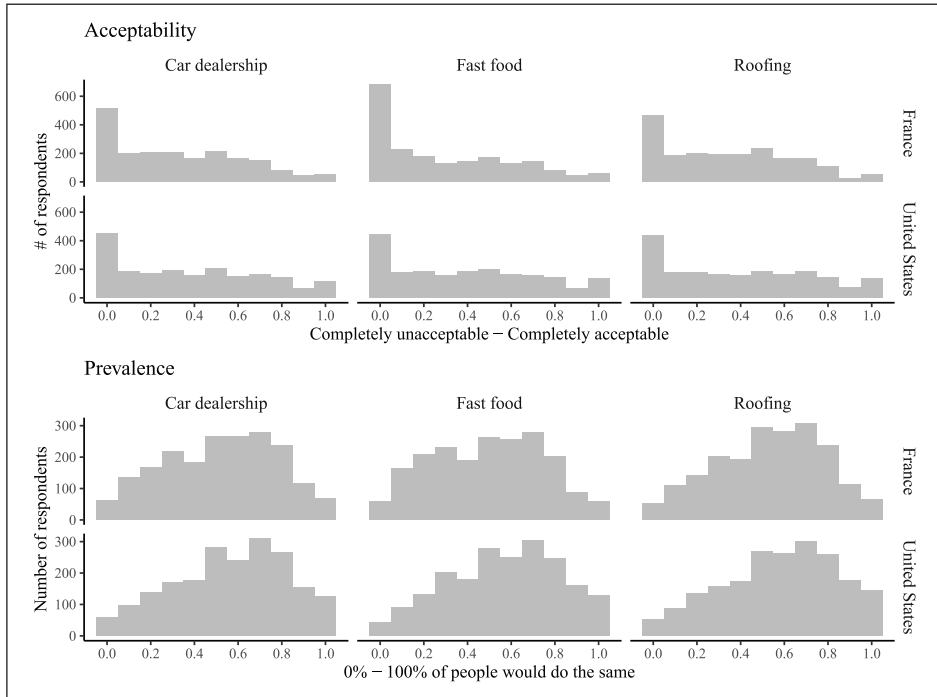 Acceptability
Car dealership Fast food Roofing
# of respondents
600
400
200
0
France
600
400
200
0
United States
0.0 0.2 0.4 0.6 0.8 1.0 0.0 0.2 0.4 0.6 0.8 1.0 0.0 0.2 0.4 0.6 0.8 1.0
Completely unacceptable – Completely acceptable
Prevalence
Car dealership Fast food Roofing
Number of respondents
300
200
100
0
France
300
200
100
0
United States
0.0 0.2 0.4 0.6 0.8 1.0 0.0 0.2 0.4 0.6 0.8 1.0 0.0 0.2 0.4 0.6 0.8 1.0
0% – 100% of people would do the same